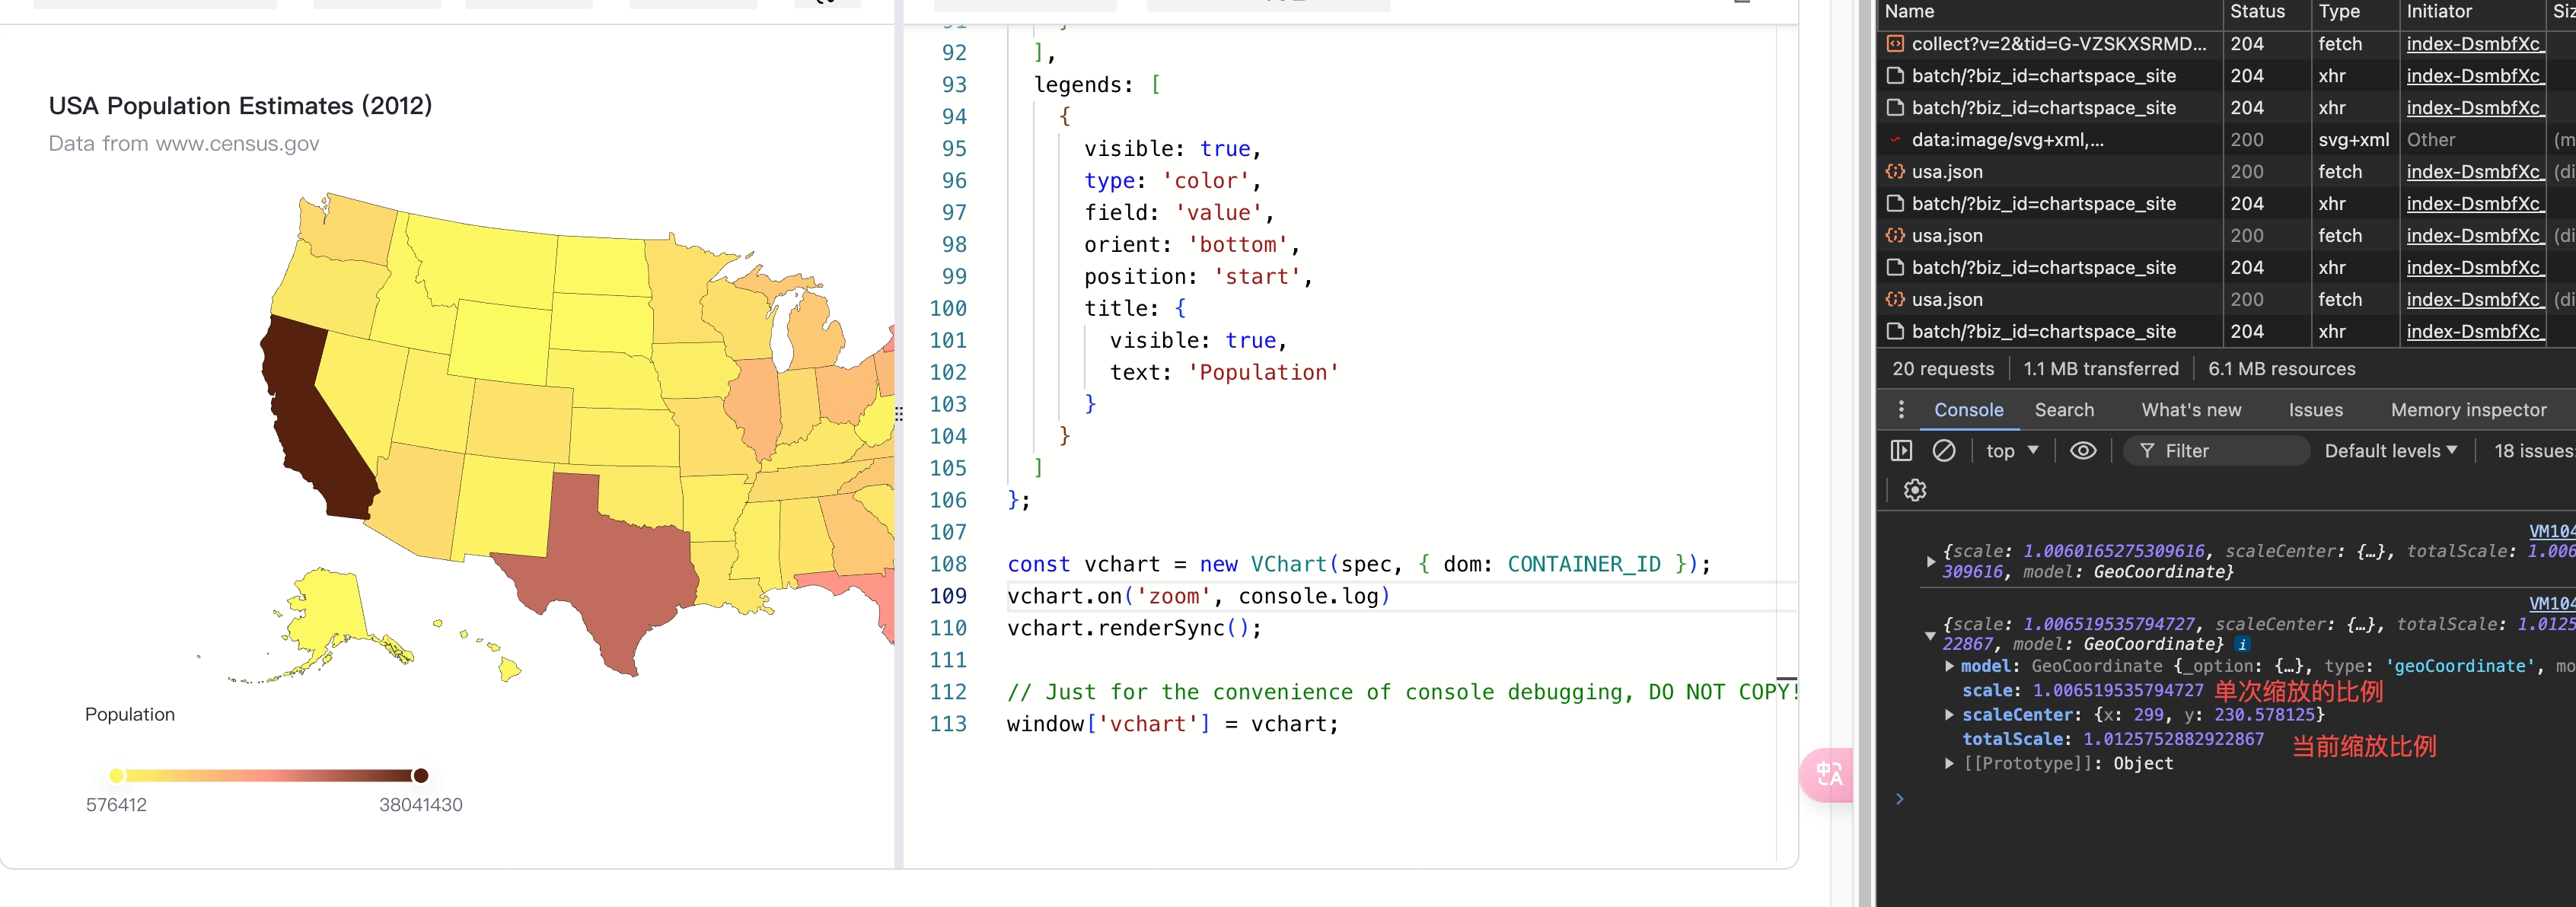 USA Population Estimates (2012)
Data from www.census.gov
Population
576412
38041430
92 ],
93 legends: [
94 {
95 visible: true,
96 type: 'color',
97 field: 'value',
98 orient: 'bottom',
99 position: 'start',
100 title: {
101 visible: true,
102 text: 'Population'
103 }
104 }
105 ]
106 };
107
108 const vchart = new VChart(spec, { dom: CONTAINER_ID });
109 vchart.on('zoom', console.log)
110 vchart.renderSync();
111
112 // Just for the convenience of console debugging, DO NOT COPY!
113 window['vchart'] = vchart;
中A
Name Status Type Initiator Siz
collect?v=2&tid=G-VZSKXSRMD... 204 fetch index-DsmbfXc_
batch/?biz_id=chartspace_site 204 xhr index-DsmbfXc_
batch/?biz_id=chartspace_site 204 xhr index-DsmbfXc_
data:image/svg+xml,... 200 svg+xml Other (m
usa.json 200 fetch index-DsmbfXc_ (di
batch/?biz_id=chartspace_site 204 xhr index-DsmbfXc_
usa.json 200 fetch index-DsmbfXc_ (di
batch/?biz_id=chartspace_site 204 xhr index-DsmbfXc_
usa.json 200 fetch index-DsmbfXc_ (di
batch/?biz_id=chartspace_site 204 xhr index-DsmbfXc_
20 requests 1.1 MB transferred 6.1 MB resources
Console Search What's new Issues Memory inspector
top Filter Default levels 18 issues:
VM104
{scale: 1.0060165275309616, scaleCenter: {…}, totalScale: 1.006
309616, model: GeoCoordinate}
VM104
{scale: 1.006519535794727, scaleCenter: {…}, totalScale: 1.0125
22867, model: GeoCoordinate} i
model: GeoCoordinate {_option: {…}, type: 'geoCoordinate', mo
scale: 1.006519535794727 单次缩放的比例
scaleCenter: {x: 299, y: 230.578125}
totalScale: 1.0125752882922867 当前缩放比例
[[Prototype]]: Object